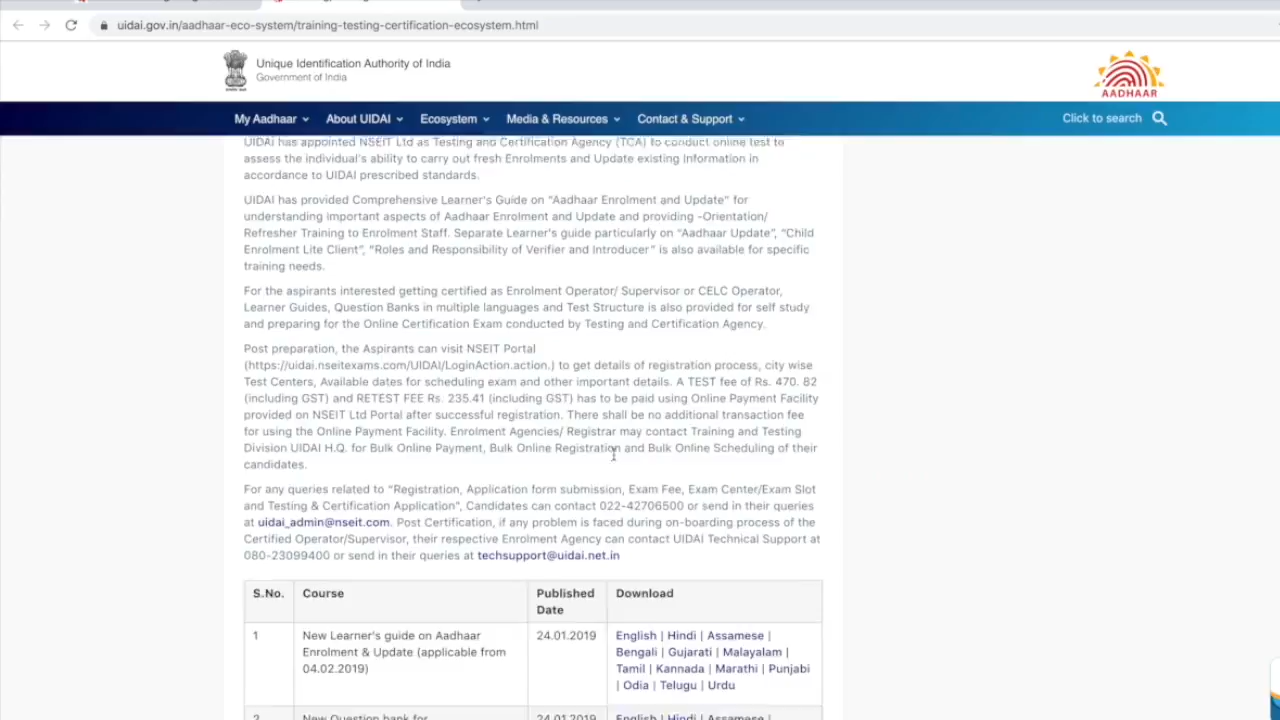 uidai.gov.in/aadhaar-eco-system/training-testing-certification-ecosystem.html
Unique Identification Authority of India
Government of India
AADHAAR
My Aadhaar
About UIDAI
Ecosystem
Media & Resources
Contact & Support
Click to search
UIDAI has appointed NSEIT Ltd as Testing and Certification Agency (TCA) to conduct online test to
assess the individual's ability to carry out fresh Enrolments and Update existing Information in
accordance to UIDAI prescribed standards.
UIDAI has provided Comprehensive Learner's Guide on "Aadhaar Enrolment and Update" for
understanding important aspects of Aadhaar Enrolment and Update and providing -Orientation/
Refresher Training to Enrolment Staff. Separate Learner's guide particularly on "Aadhaar Update", "Child
Enrolment Lite Client", "Roles and Responsibility of Verifier and Introducer" is also available for specific
training needs.
For the aspirants interested getting certified as Enrolment Operator/ Supervisor or CELC Operator,
Learner Guides, Question Banks in multiple languages and Test Structure is also provided for self study
and preparing for the Online Certification Exam conducted by Testing and Certification Agency.
Post preparation, the Aspirants can visit NSEIT Portal
(https://uidai.nseitexams.com/UIDAI/LoginAction.action.) to get details of registration process, city wise
Test Centers, Available dates for scheduling exam and other important details. A TEST fee of Rs. 470. 82
(including GST) and RETEST FEE Rs. 235.41 (including GST) has to be paid using Online Payment Facility
provided on NSEIT Ltd Portal after successful registration. There shall be no additional transaction fee
for using the Online Payment Facility. Enrolment Agencies/ Registrar may contact Training and Testing
Division UIDAI H.Q. for Bulk Online Payment, Bulk Online Registration and Bulk Online Scheduling of their
candidates.
For any queries related to "Registration, Application form submission, Exam Fee, Exam Center/Exam Slot
and Testing & Certification Application", Candidates can contact 022-42706500 or send in their queries
at uidai_admin@nseit.com. Post Certification, if any problem is faced during on-boarding process of the
Certified Operator/Supervisor, their respective Enrolment Agency can contact UIDAI Technical Support at
080-23099400 or send in their queries at techsupport@uidai.net.in
S.No. Course Published Download
Date
1 New Learner's guide on Aadhaar 24.01.2019 English | Hindi | Assamese |
Enrolment & Update (applicable from Bengali | Gujarati | Malayalam |
04.02.2019) Tamil | Kannada | Marathi | Punjabi
| Odia | Telugu | Urdu
2 New Question bank for 24.01.2019 English | Hindi | Assamese |